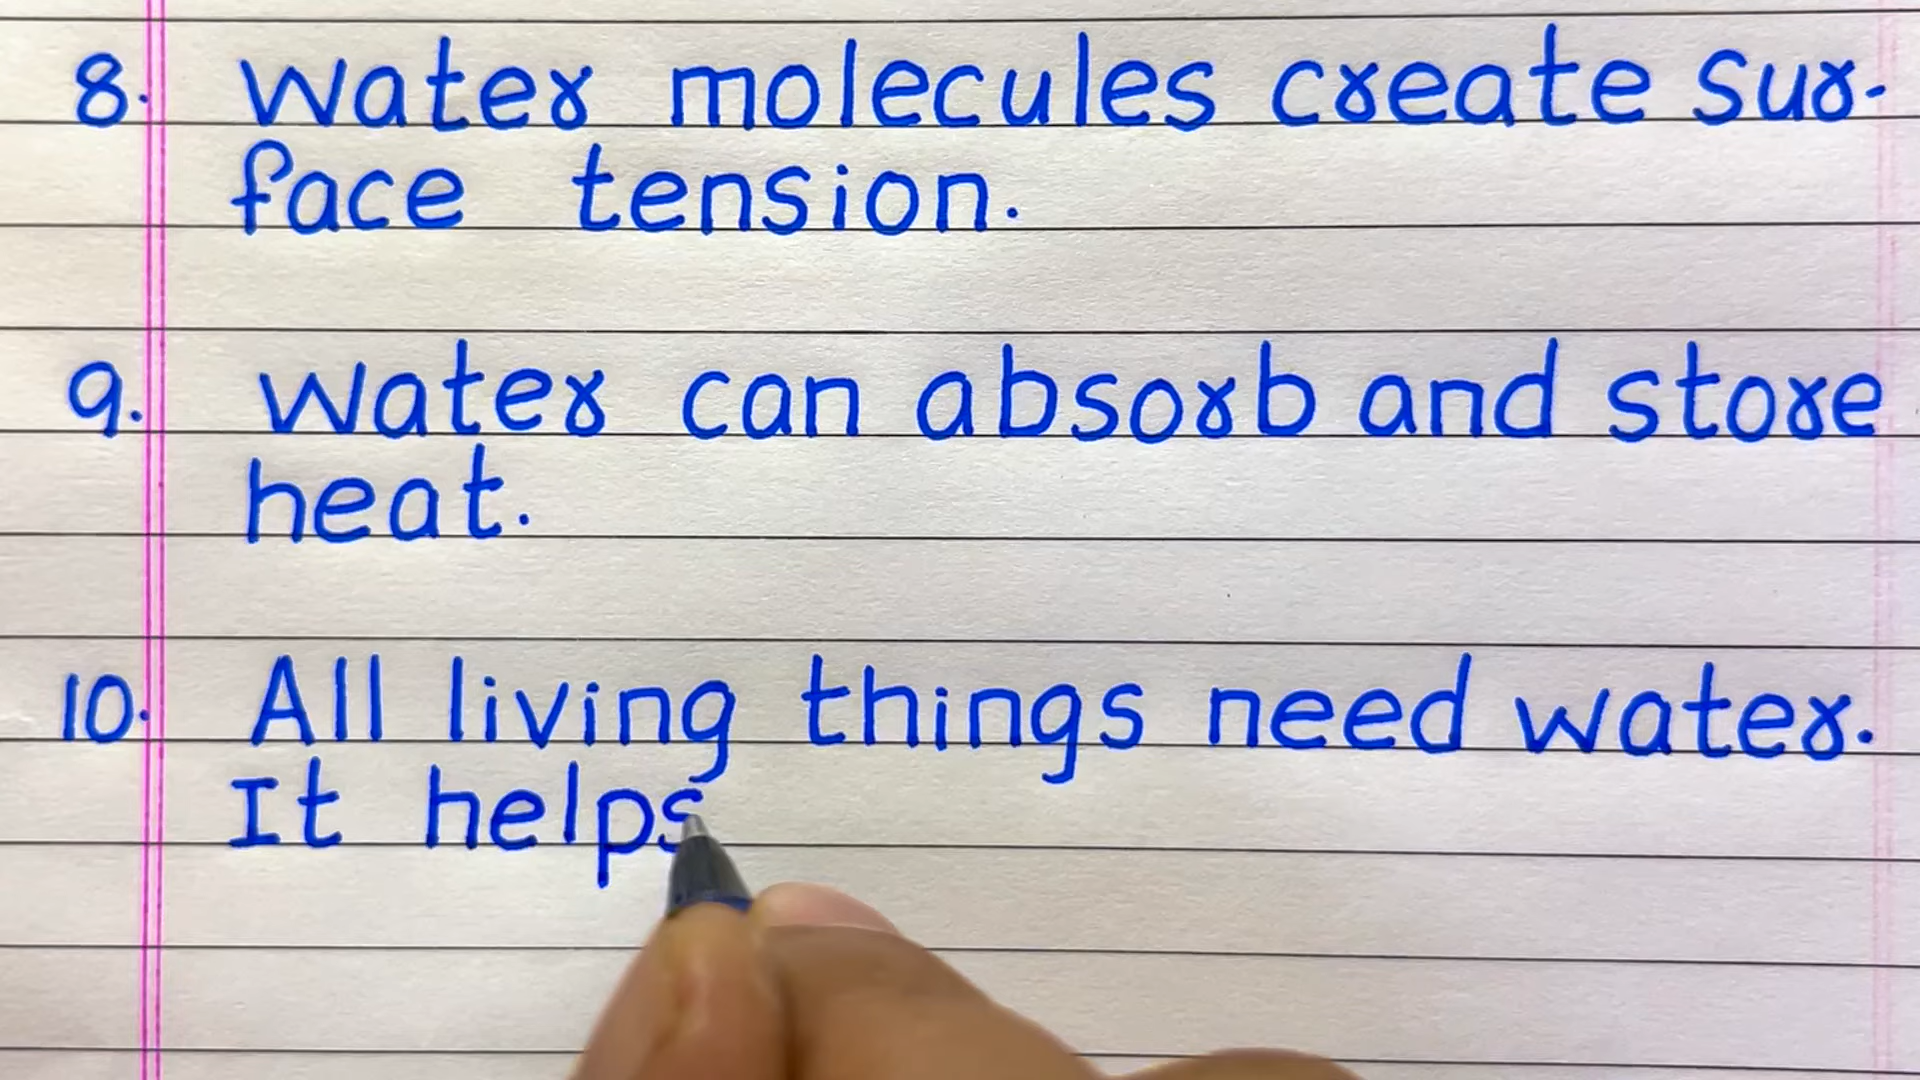 8. Water molecules create sur-
face tension.
9. Water can absorb and store
heat.
10. All living things need water.
It helps